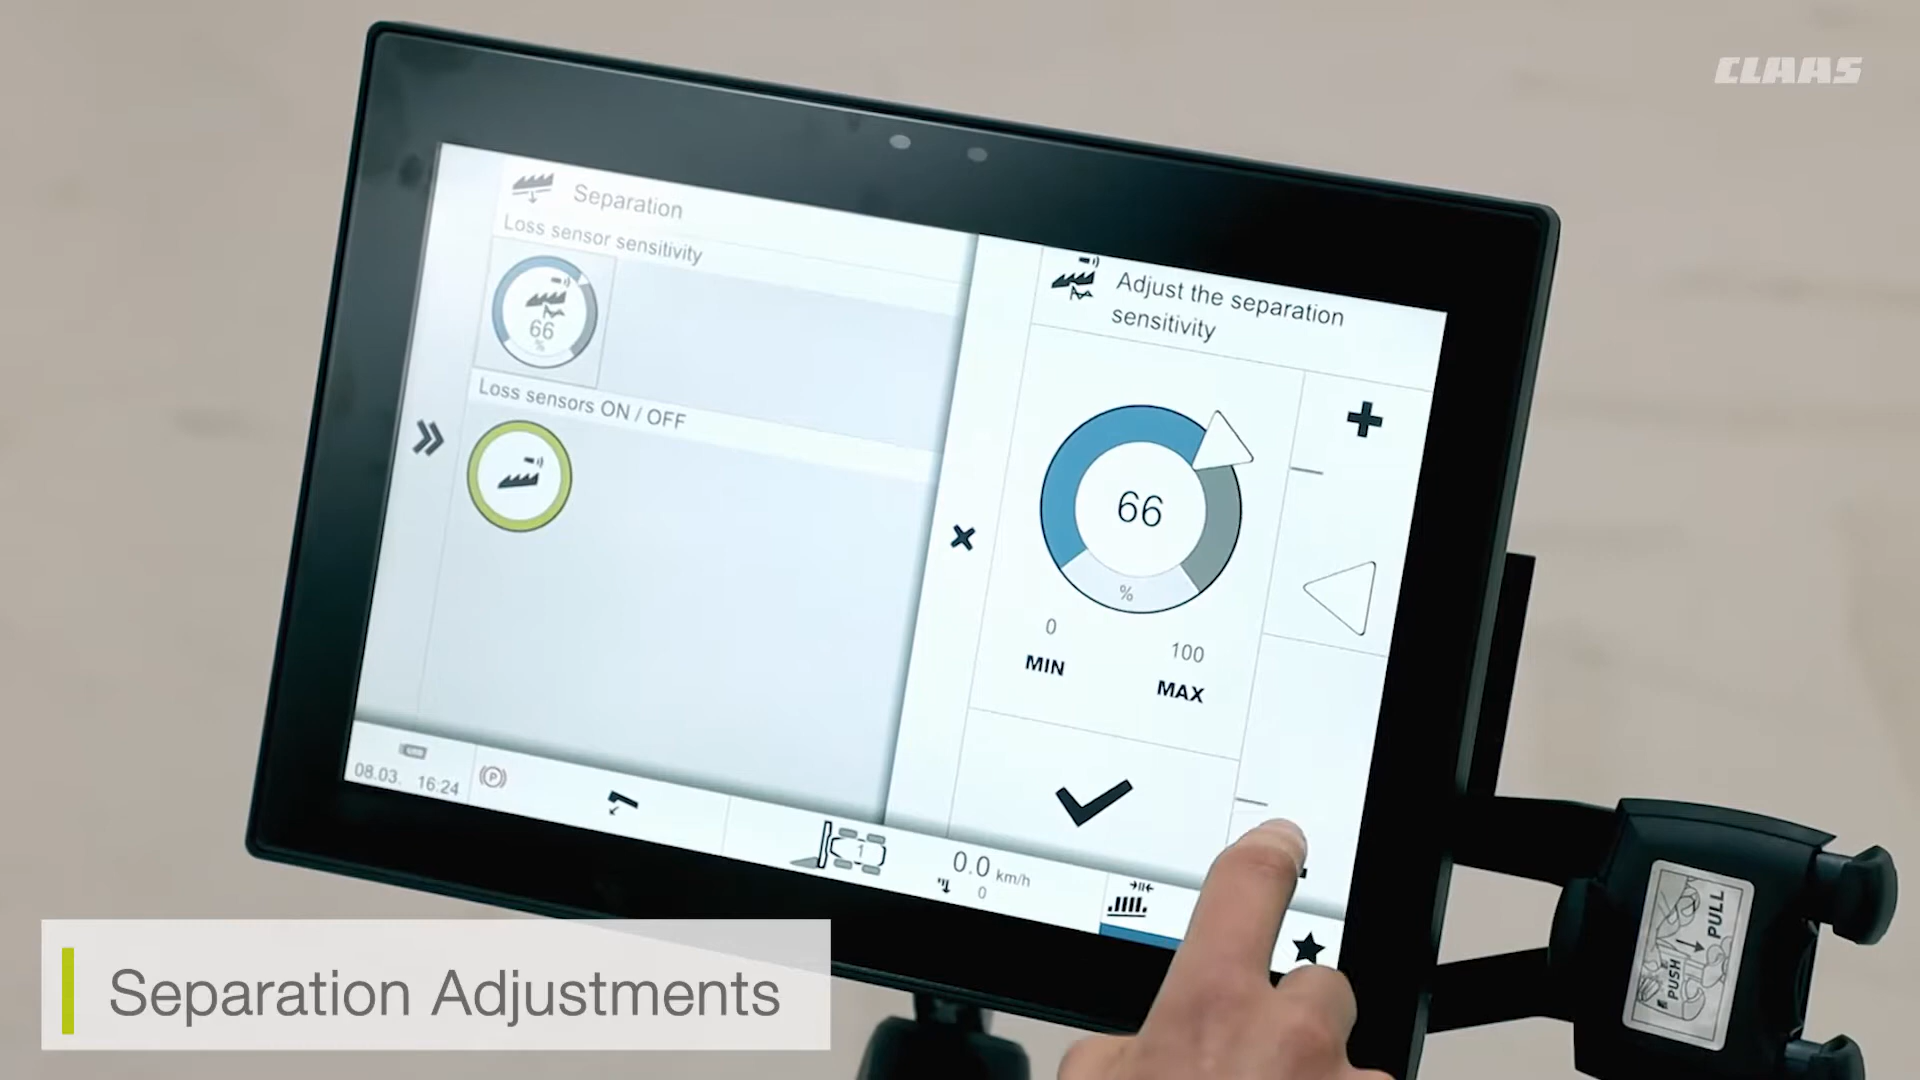 CLAAS
Separation
Loss sensor sensitivity
66
%
Loss sensors ON / OFF
Adjust the separation
sensitivity
66
%
0
MIN
100
MAX
08.03. 16:24
P
1
0.0 km/h
0
PUSH
PULL
Separation Adjustments